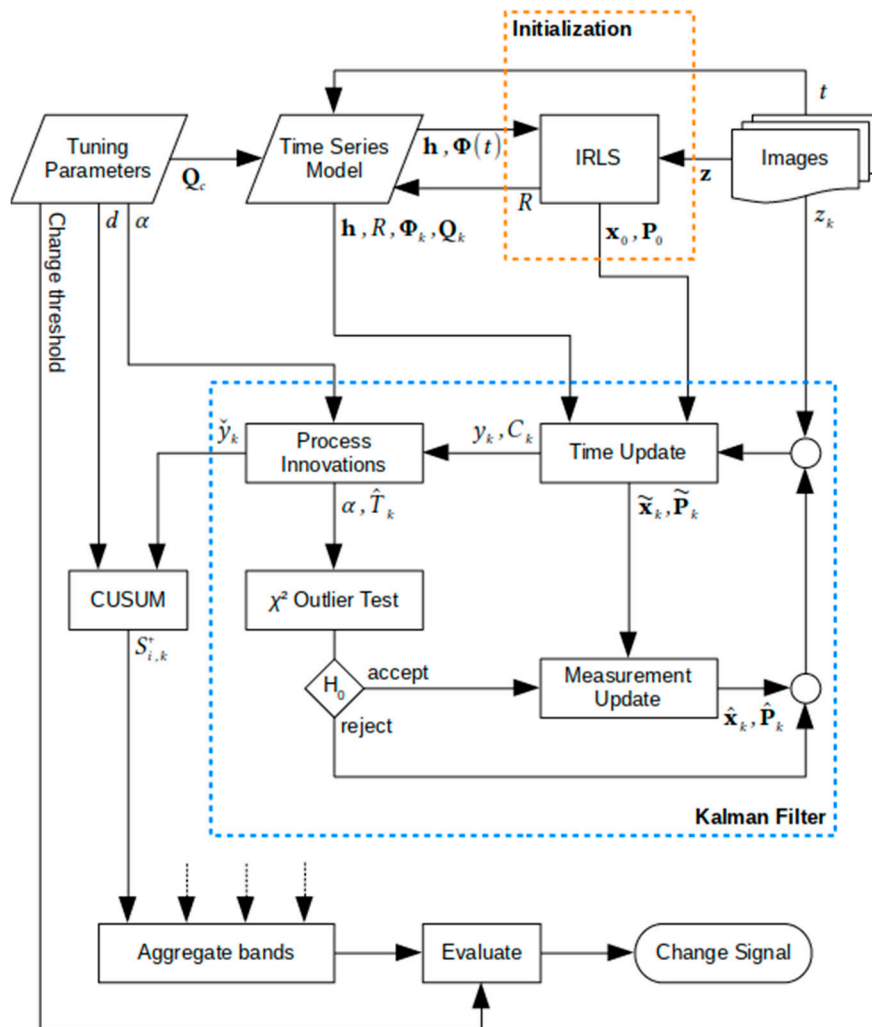 Initialization
t
Tuning
Parameters
Q_c
Time Series
Model
h , Φ(t)
IRLS
z
Images
R
d
α
h , R , Φ_k , Q_k
x_0 , P_0
z_k
Change threshold
y̌_k
Process
Innovations
y_k , C_k
Time Update
α , T̂_k
x̃_k , P̃_k
CUSUM
χ² Outlier Test
S⁺_{i,k}
H_0
accept
Measurement
Update
reject
x̂_k , P̂_k
Kalman Filter
Aggregate bands
Evaluate
Change Signal